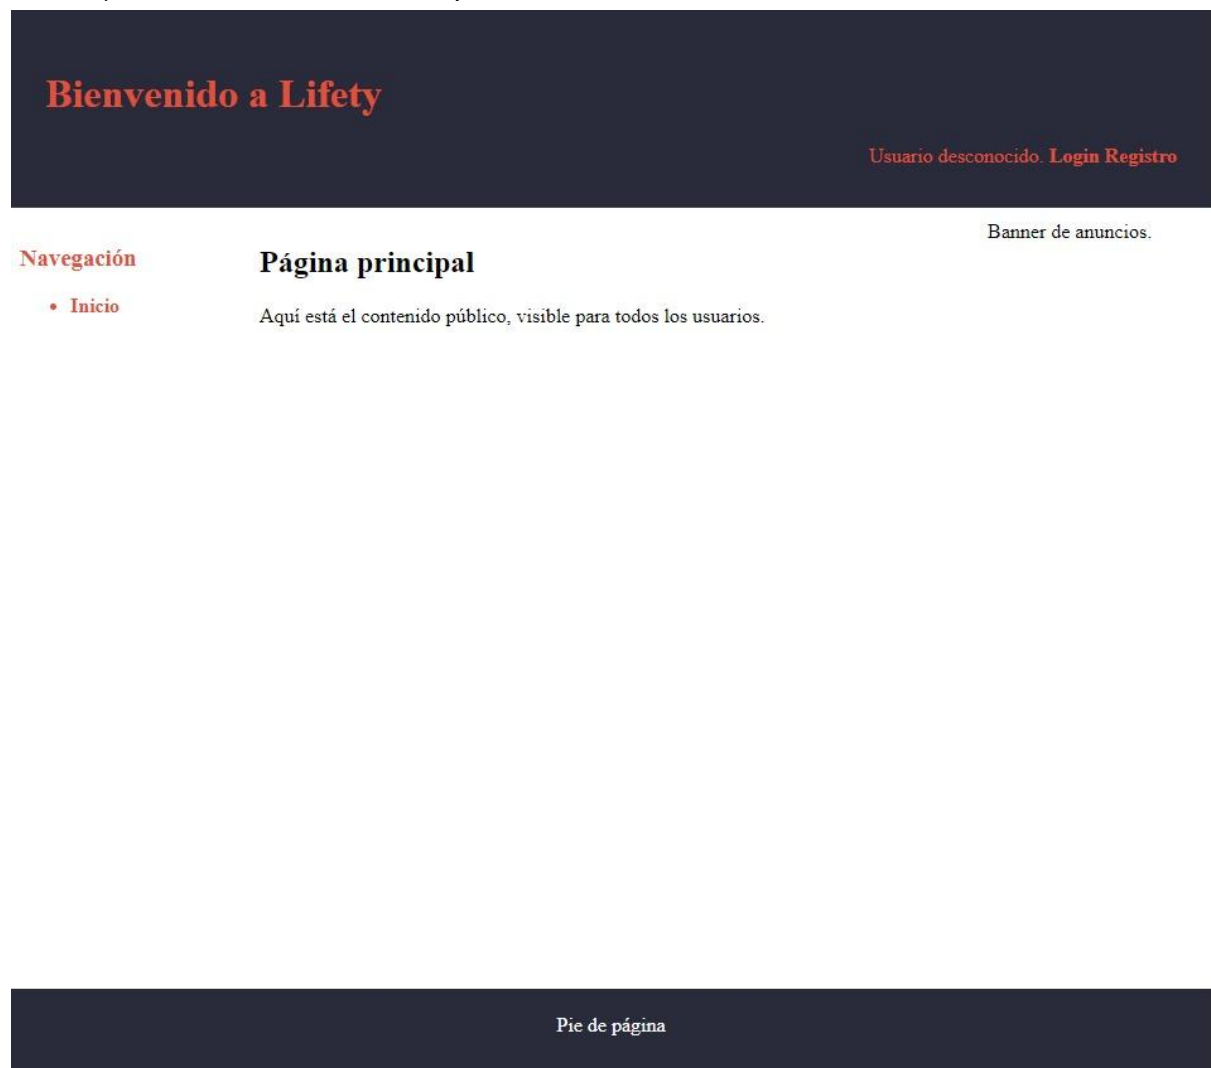 Bienvenido a Lifety
Usuario desconocido. Login Registro
Banner de anuncios.
Navegación
• Inicio
Página principal
Aquí está el contenido público, visible para todos los usuarios.
Pie de página